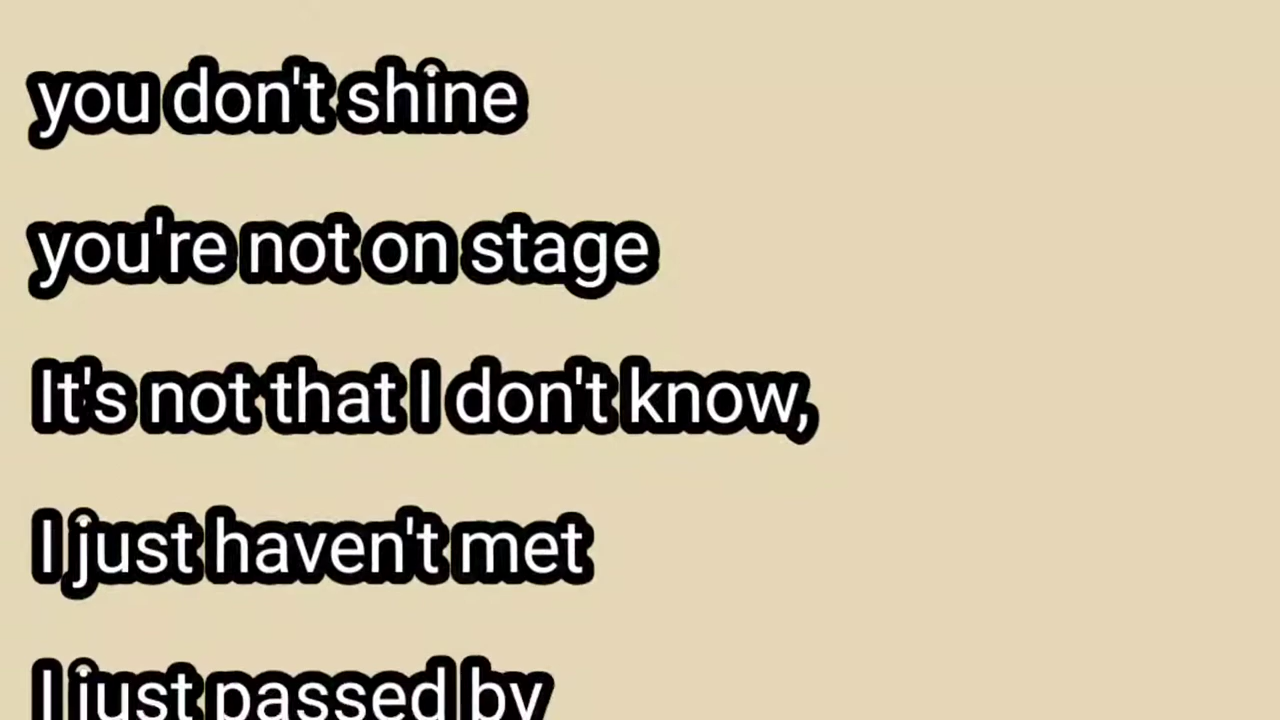 you don't shine
you're not on stage
It's not that I don't know,
I just haven't met
I just passed by